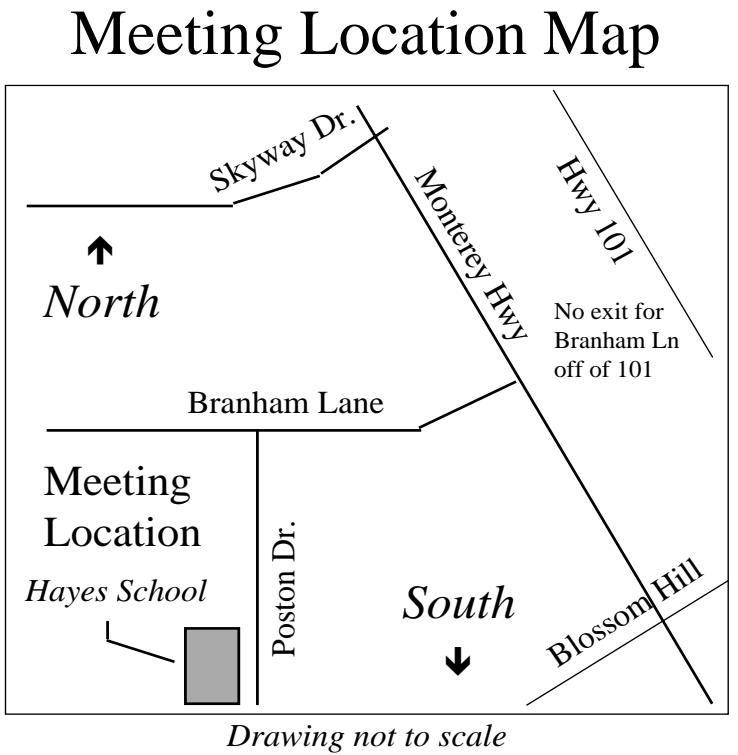 Meeting Location Map
Skyway Dr.
Monterey Hwy
Hwy 101
North
No exit for
Branham Ln
off of 101
Branham Lane
Meeting
Location
Hayes School
Poston Dr.
South
Blossom Hill
Drawing not to scale